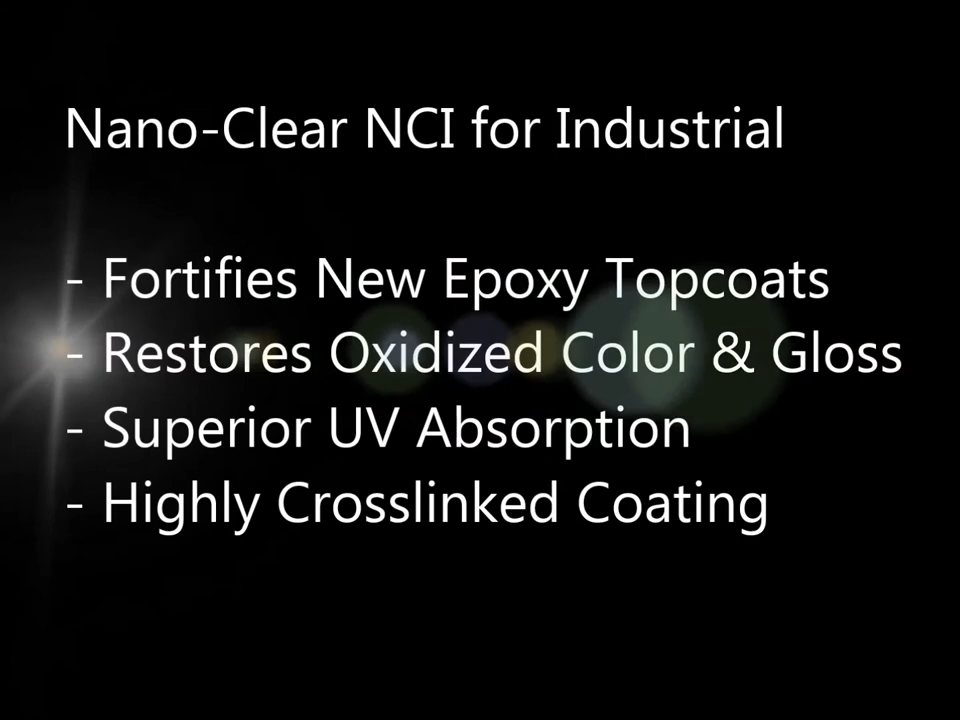 Nano-Clear NCI for Industrial
- Fortifies New Epoxy Topcoats
- Restores Oxidized Color & Gloss
- Superior UV Absorption
- Highly Crosslinked Coating